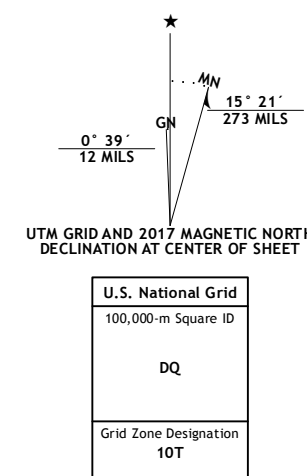 MN
GN
15° 21´
273 MILS
0° 39´
12 MILS
UTM GRID AND 2017 MAGNETIC NORTH
DECLINATION AT CENTER OF SHEET
U.S. National Grid
100,000-m Square ID
DQ
Grid Zone Designation
10T